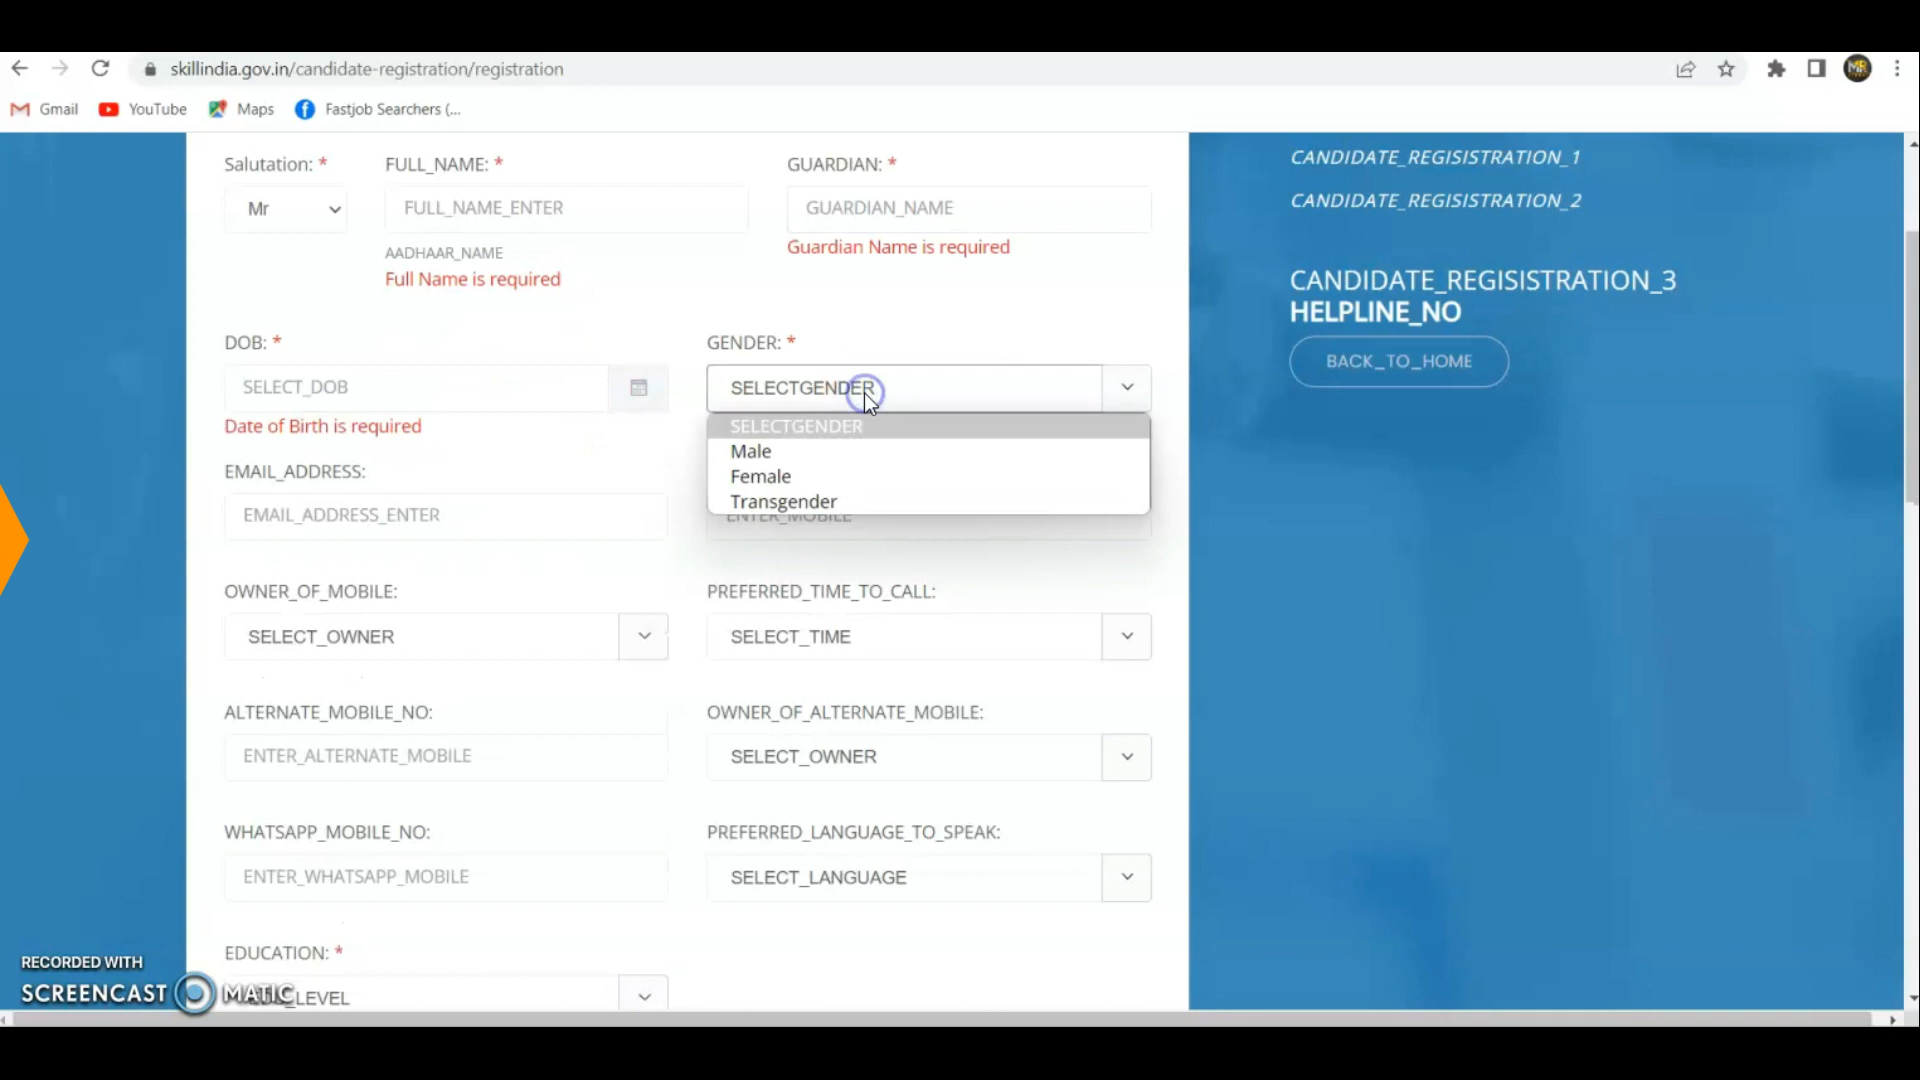 skillindia.gov.in/candidate-registration/registration
MR
Gmail YouTube Maps Fastjob Searchers (...
Salutation: * FULL_NAME: * GUARDIAN: *
Mr FULL_NAME_ENTER GUARDIAN_NAME
AADHAAR_NAME
Guardian Name is required
Full Name is required
DOB: * GENDER: *
SELECT_DOB SELECTGENDER
Date of Birth is required
SELECTGENDER
Male
Female
Transgender
EMAIL_ADDRESS:
EMAIL_ADDRESS_ENTER ENTER_MOBILE
OWNER_OF_MOBILE: PREFERRED_TIME_TO_CALL:
SELECT_OWNER SELECT_TIME
ALTERNATE_MOBILE_NO: OWNER_OF_ALTERNATE_MOBILE:
ENTER_ALTERNATE_MOBILE SELECT_OWNER
WHATSAPP_MOBILE_NO: PREFERRED_LANGUAGE_TO_SPEAK:
ENTER_WHATSAPP_MOBILE SELECT_LANGUAGE
EDUCATION: *
_LEVEL
CANDIDATE_REGISISTRATION_1
CANDIDATE_REGISISTRATION_2
CANDIDATE_REGISISTRATION_3
HELPLINE_NO
BACK_TO_HOME
RECORDED WITH
SCREENCAST MATIC